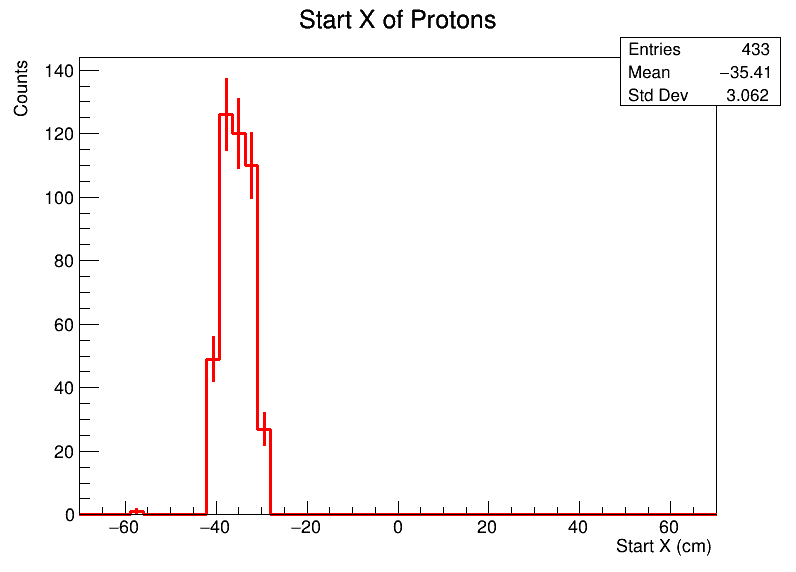 Start X of Protons
Entries 433
Mean −35.41
Std Dev 3.062
Counts
140
120
100
80
60
40
20
0
−60 −40 −20 0 20 40 60
Start X (cm)